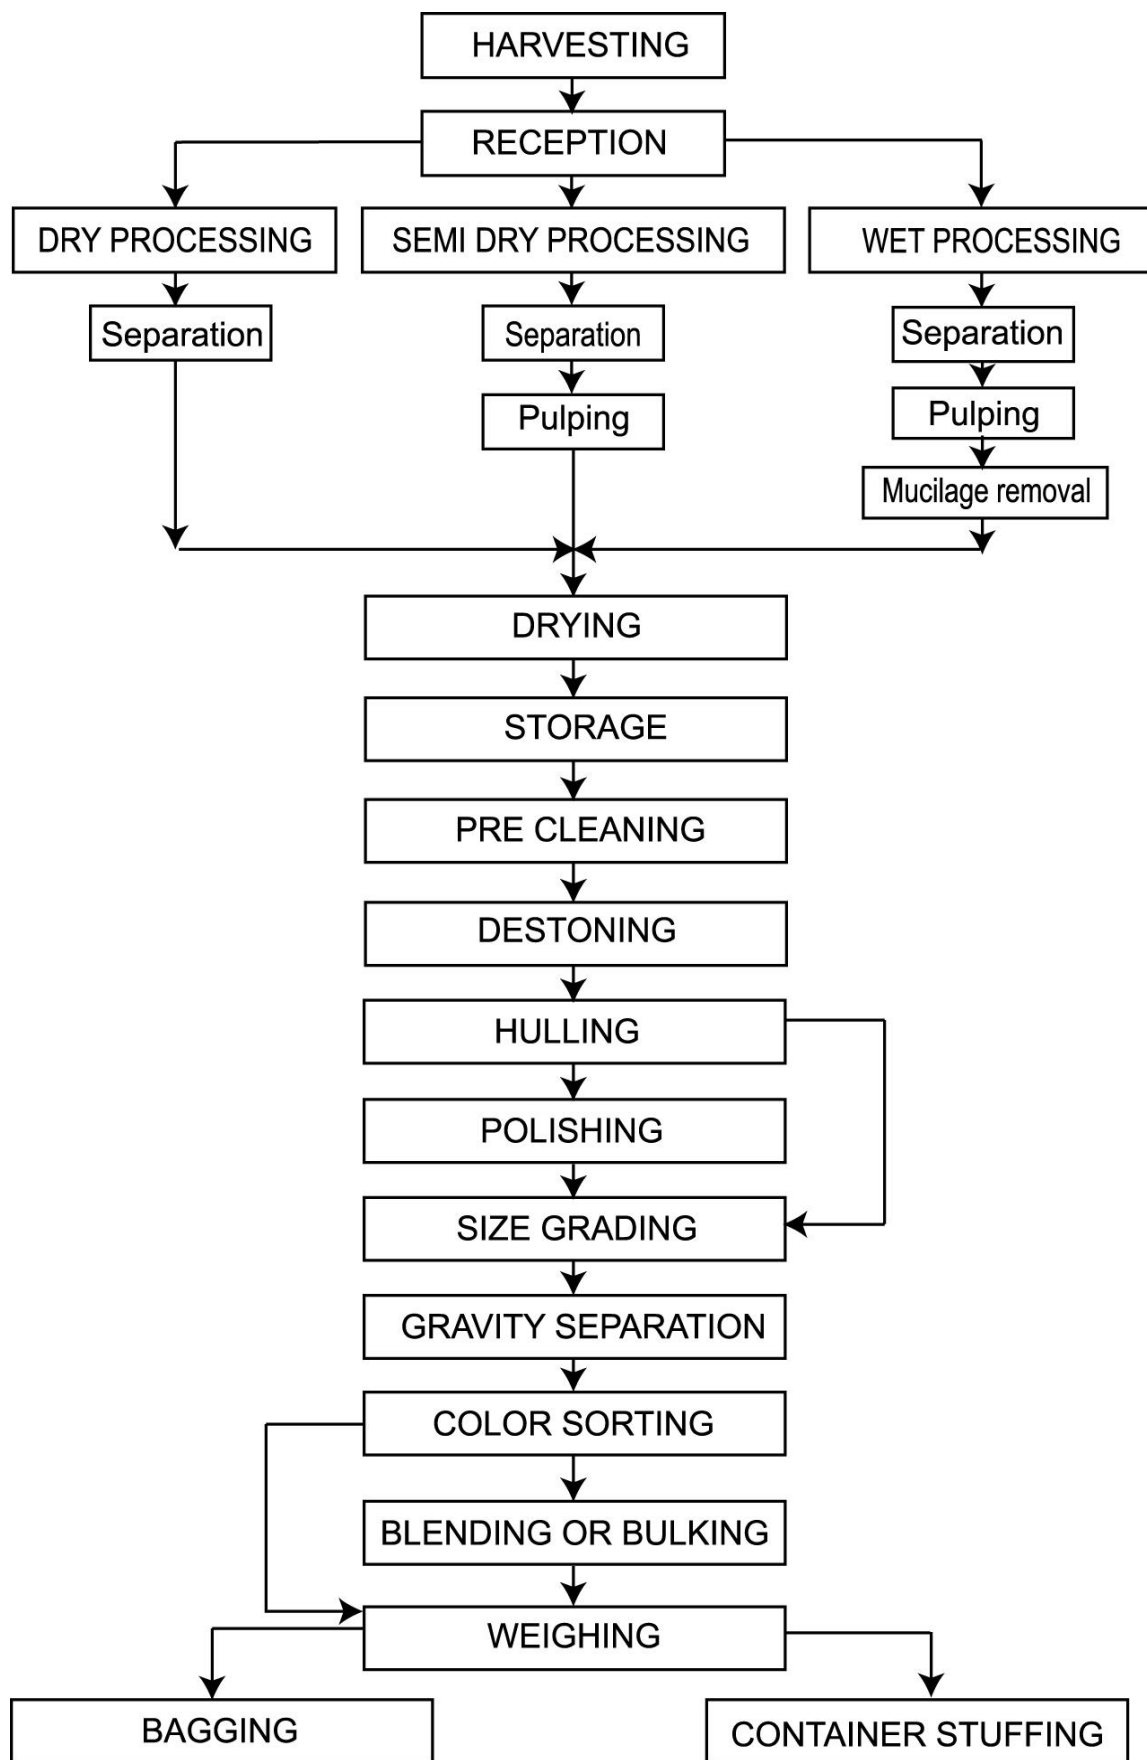 HARVESTING
RECEPTION
DRY PROCESSING
SEMI DRY PROCESSING
WET PROCESSING
Separation
Separation
Separation
Pulping
Pulping
Mucilage removal
DRYING
STORAGE
PRE CLEANING
DESTONING
HULLING
POLISHING
SIZE GRADING
GRAVITY SEPARATION
COLOR SORTING
BLENDING OR BULKING
WEIGHING
BAGGING
CONTAINER STUFFING